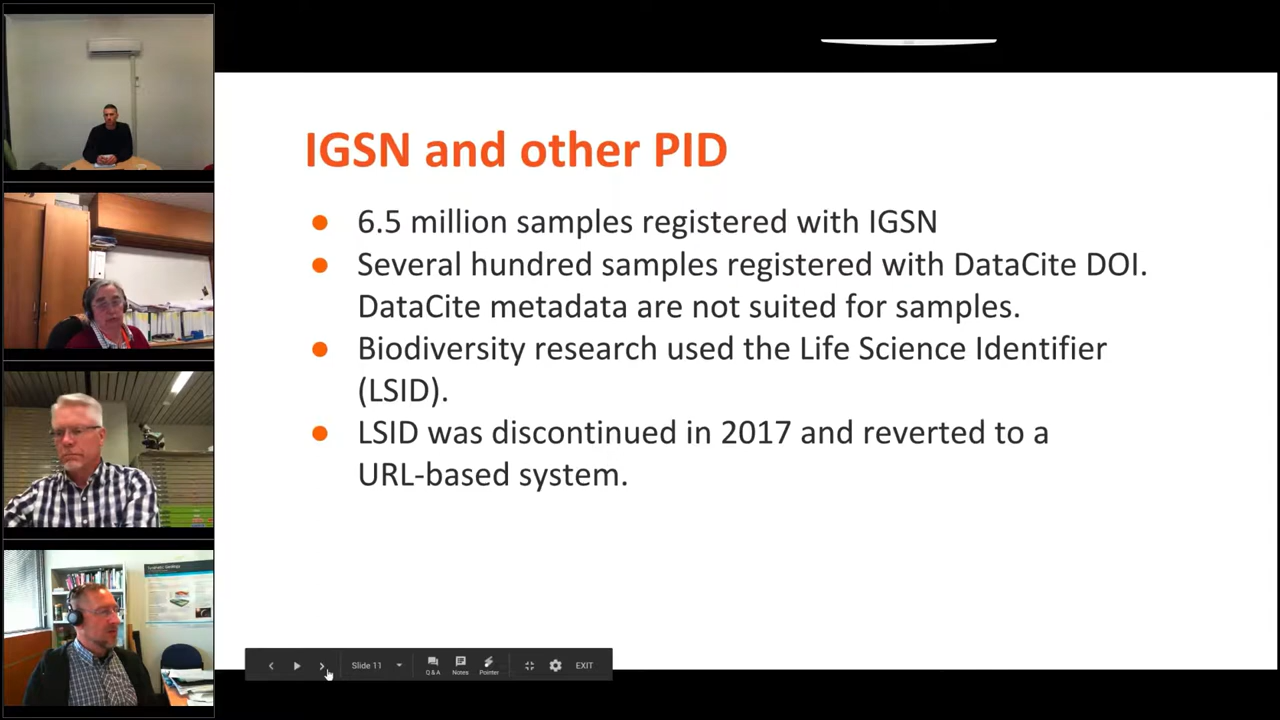 IGSN and other PID
6.5 million samples registered with IGSN
Several hundred samples registered with DataCite DOI.
DataCite metadata are not suited for samples.
Biodiversity research used the Life Science Identifier
(LSID).
LSID was discontinued in 2017 and reverted to a
URL-based system.
Slide 11
Q & A
Notes
Pointer
EXIT